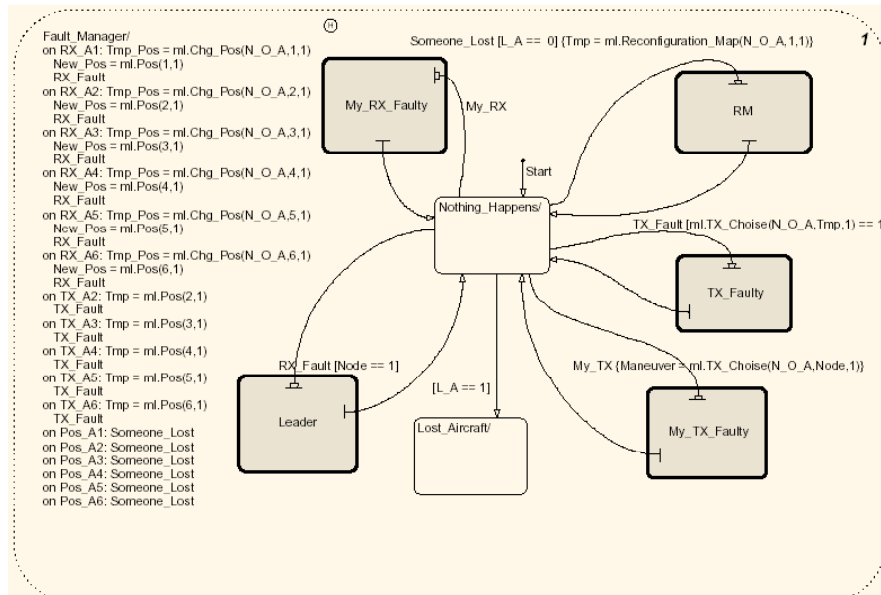 Fault_Manager/
on RX_A1: Tmp_Pos = ml.Chg_Pos(N_O_A,1,1)
New_Pos = ml.Pos(1,1)
RX_Fault
on RX_A2: Tmp_Pos = ml.Chg_Pos(N_O_A,2,1)
New_Pos = ml.Pos(2,1)
RX_Fault
on RX_A3: Tmp_Pos = ml.Chg_Pos(N_O_A,3,1)
New_Pos = ml.Pos(3,1)
RX_Fault
on RX_A4: Tmp_Pos = ml.Chg_Pos(N_O_A,4,1)
New_Pos = ml.Pos(4,1)
RX_Fault
on RX_A5: Tmp_Pos = ml.Chg_Pos(N_O_A,5,1)
New_Pos = ml.Pos(5,1)
RX_Fault
on RX_A6: Tmp_Pos = ml.Chg_Pos(N_O_A,6,1)
New_Pos = ml.Pos(6,1)
RX_Fault
on TX_A2: Tmp = ml.Pos(2,1)
TX_Fault
on TX_A3: Tmp = ml.Pos(3,1)
TX_Fault
on TX_A4: Tmp = ml.Pos(4,1)
TX_Fault
on TX_A5: Tmp = ml.Pos(5,1)
TX_Fault
on TX_A6: Tmp = ml.Pos(6,1)
TX_Fault
on Pos_A1: Someone_Lost
on Pos_A2: Someone_Lost
on Pos_A3: Someone_Lost
on Pos_A4: Someone_Lost
on Pos_A5: Someone_Lost
on Pos_A6: Someone_Lost
H
Someone_Lost [L_A == 0] {Tmp = ml.Reconfiguration_Map(N_O_A,1,1)}
1
My_RX_Faulty
My_RX
RM
Start
Nothing_Happens/
TX_Fault [ml.TX_Choise(N_O_A,Tmp,1) == 1
TX_Faulty
RX_Fault [Node == 1]
My_TX {Maneuver = ml.TX_Choise(N_O_A,Node,1)}
[L_A == 1]
Leader
Lost_Aircraft/
My_TX_Faulty